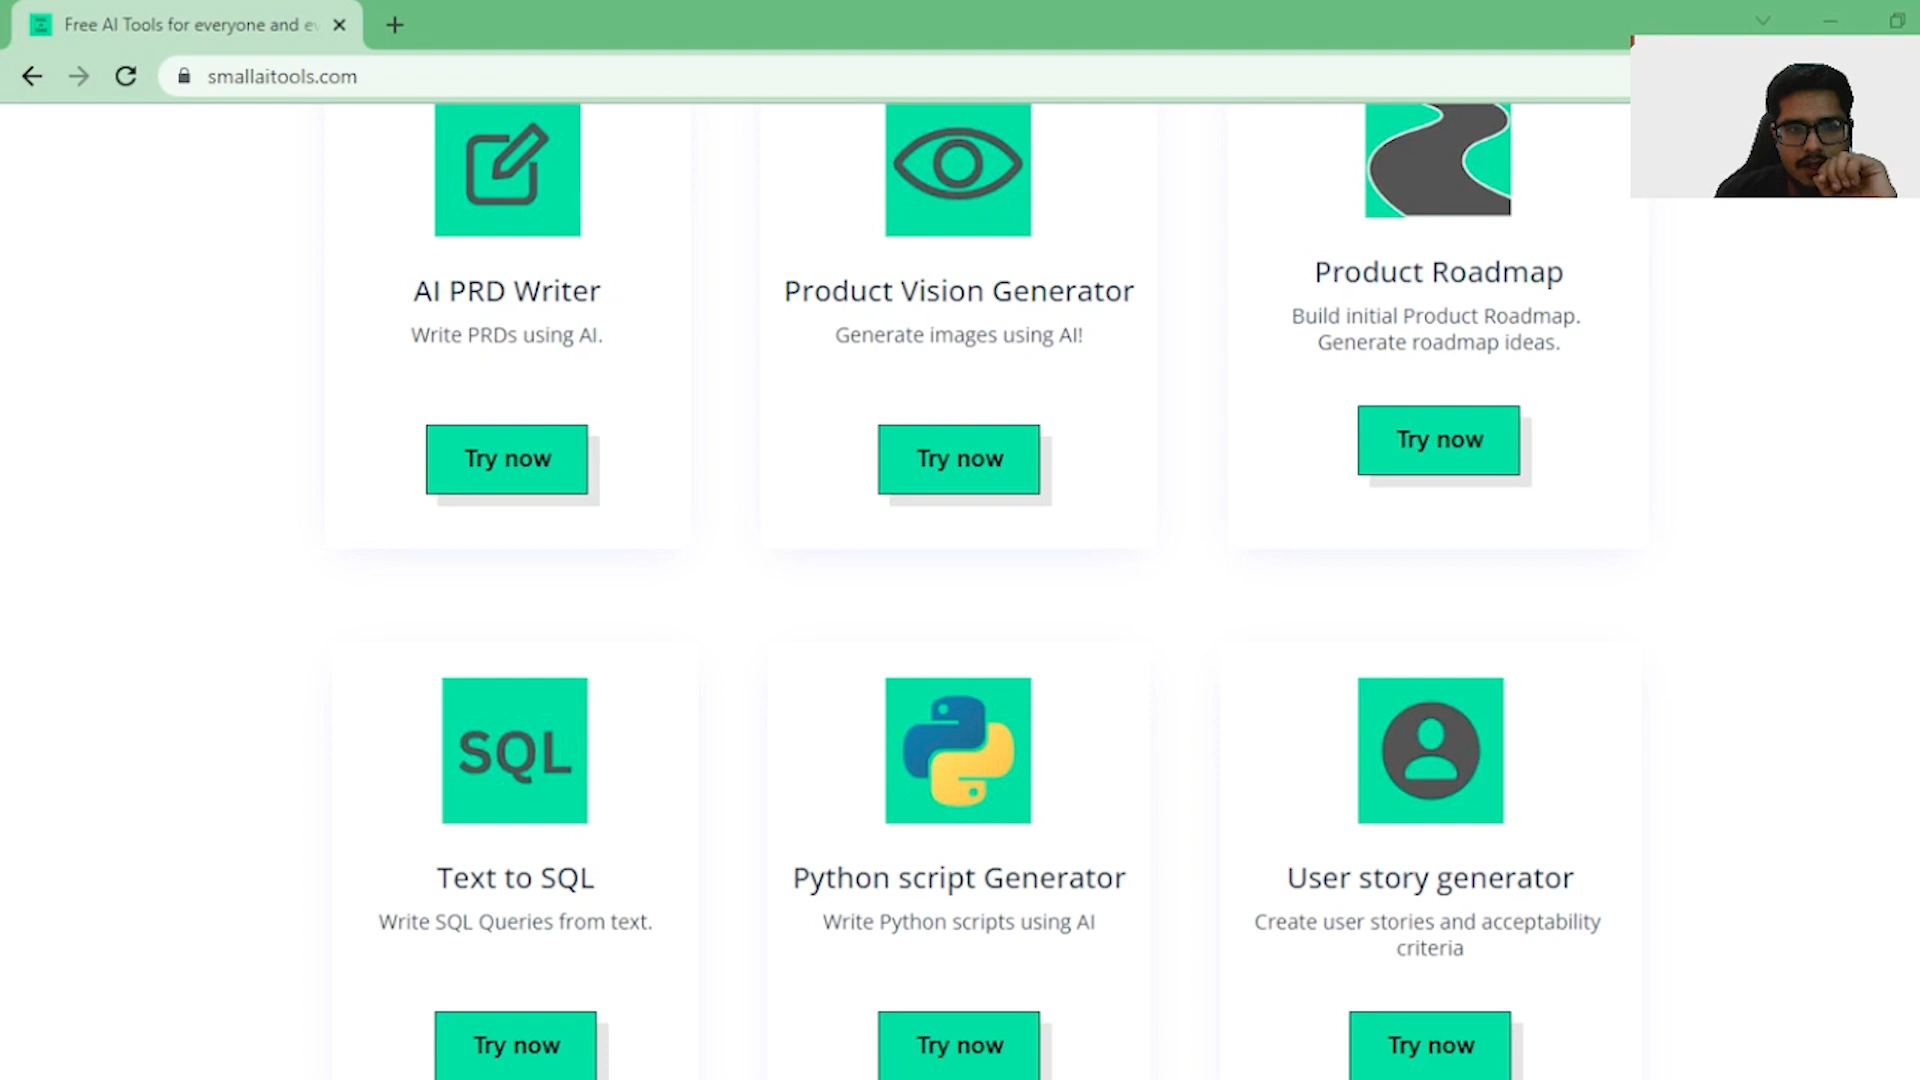 Free AI Tools for everyone and ev
smallaitools.com
AI PRD Writer
Write PRDs using AI.
Try now
Product Vision Generator
Generate images using AI!
Try now
Product Roadmap
Build initial Product Roadmap.
Generate roadmap ideas.
Try now
SQL
Text to SQL
Write SQL Queries from text.
Try now
Python script Generator
Write Python scripts using AI
Try now
User story generator
Create user stories and acceptability
criteria
Try now